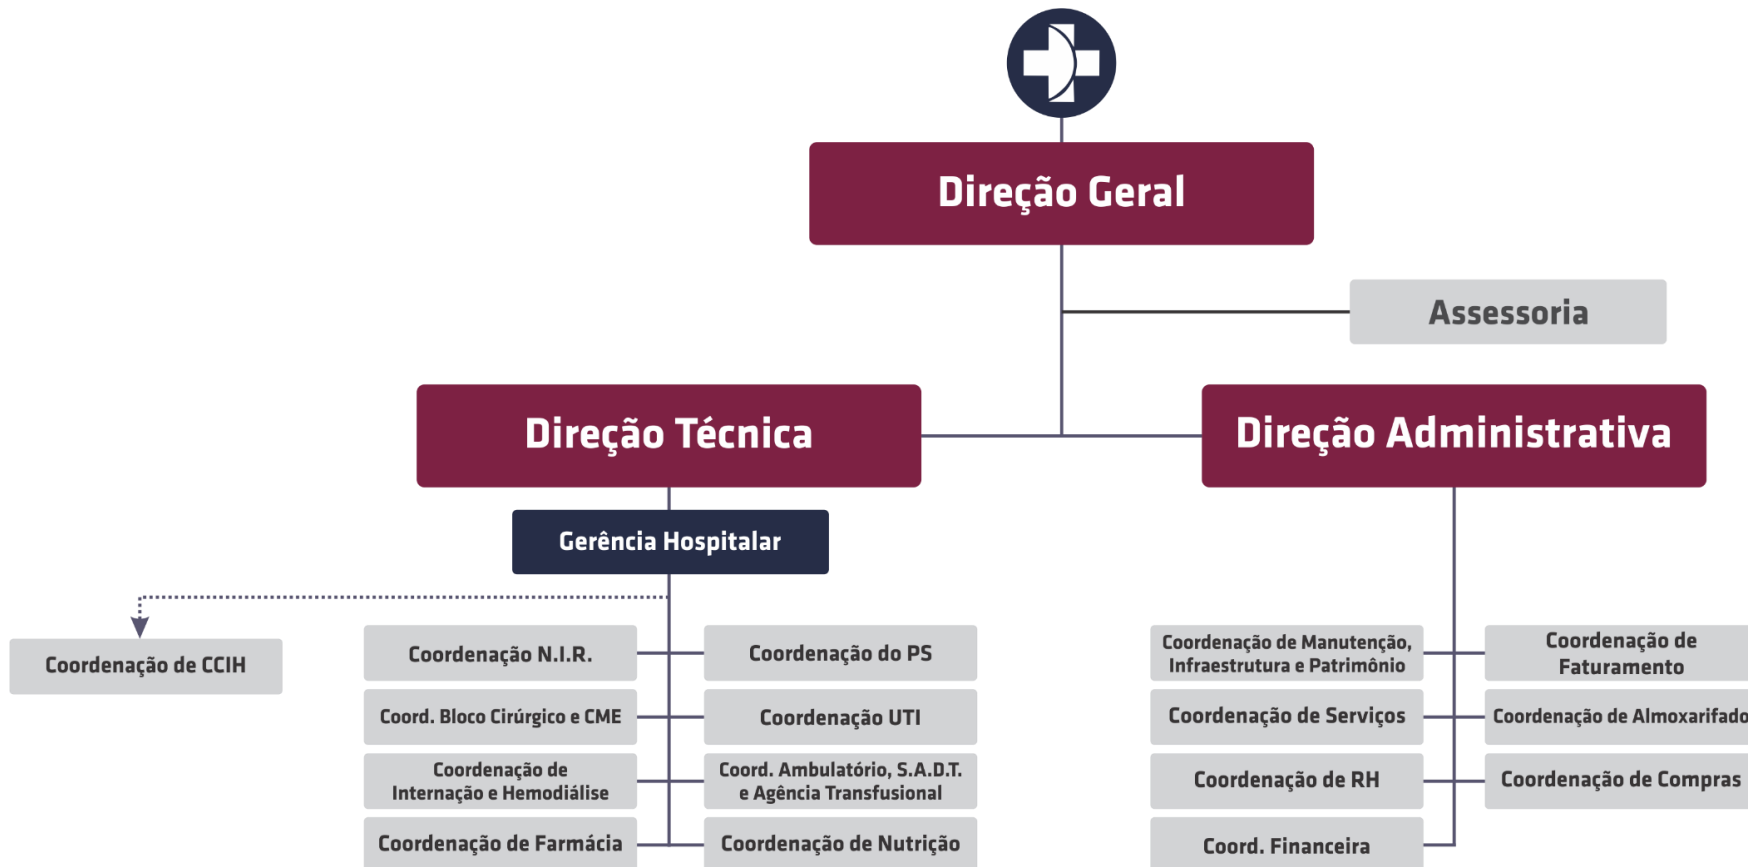 Direção Geral
Assessoria
Direção Técnica
Direção Administrativa
Gerência Hospitalar
Coordenação de CCIH
Coordenação N.I.R.
Coordenação do PS
Coord. Bloco Cirúrgico e CME
Coordenação UTI
Coordenação de
Internação e Hemodiálise
Coord. Ambulatório, S.A.D.T.
e Agência Transfusional
Coordenação de Farmácia
Coordenação de Nutrição
Coordenação de Manutenção,
Infraestrutura e Patrimônio
Coordenação de
Faturamento
Coordenação de Serviços
Coordenação de Almoxarifado
Coordenação de RH
Coordenação de Compras
Coord. Financeira